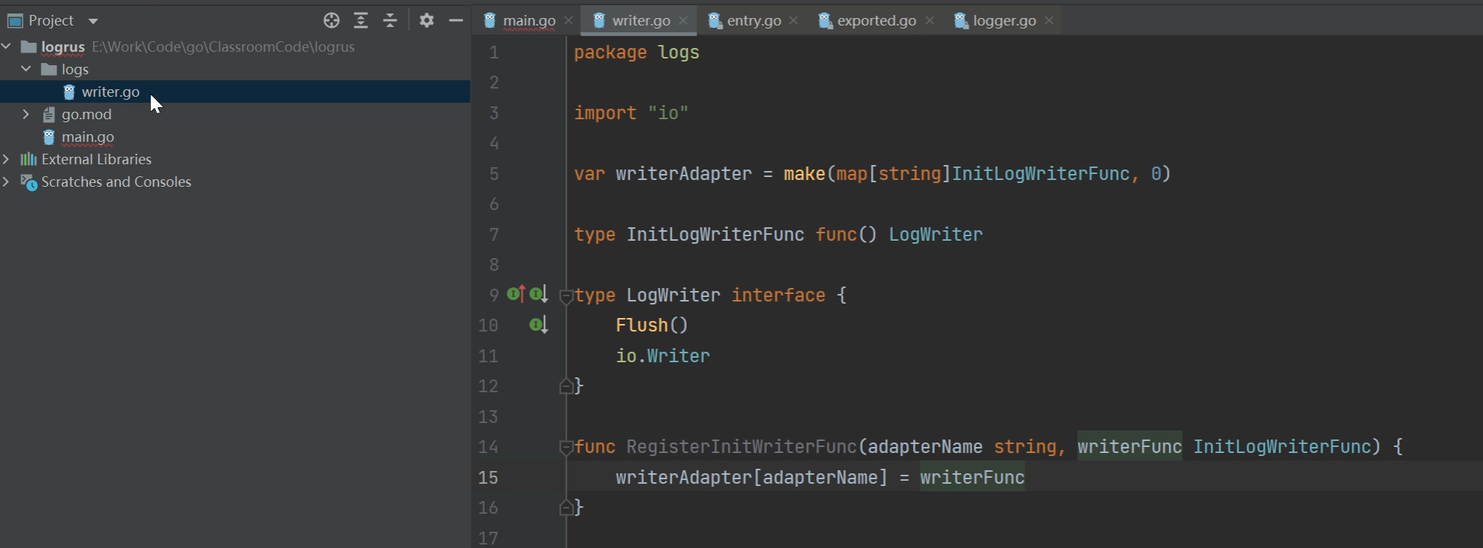 Project
main.go
writer.go
entry.go
exported.go
logger.go
logrus E:\Work\Code\go\ClassroomCode\logrus
logs
writer.go
go.mod
main.go
External Libraries
Scratches and Consoles
1 package logs
2
3 import "io"
4
5 var writerAdapter = make(map[string]InitLogWriterFunc, 0)
6
7 type InitLogWriterFunc func() LogWriter
8
9 type LogWriter interface {
10 Flush()
11 io.Writer
12 }
13
14 func RegisterInitWriterFunc(adapterName string, writerFunc InitLogWriterFunc) {
15 writerAdapter[adapterName] = writerFunc
16 }
17